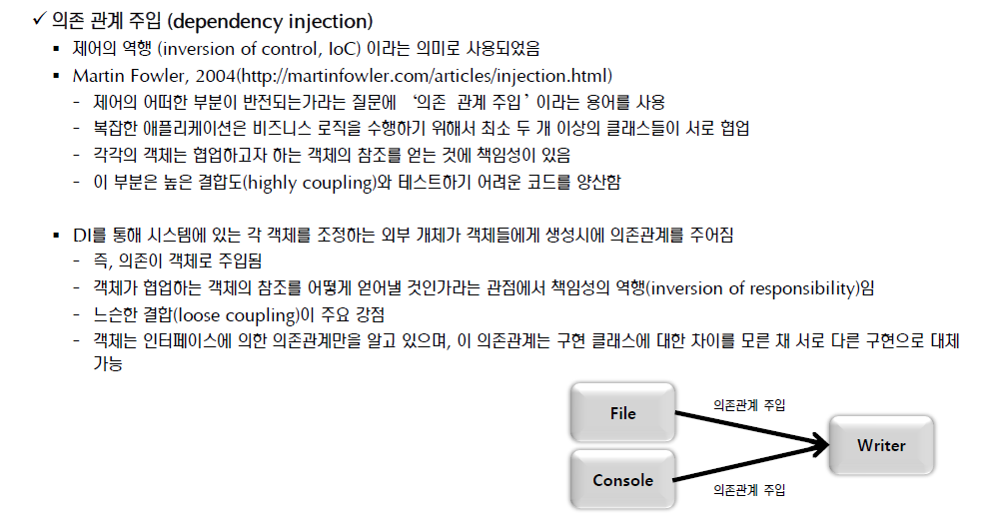 ✓ 의존 관계 주입 (dependency injection)
▪ 제어의 역행 (inversion of control, IoC) 이라는 의미로 사용되었음
▪ Martin Fowler, 2004(http://martinfowler.com/articles/injection.html)
- 제어의 어떠한 부분이 반전되는가라는 질문에 ‘의존 관계 주입’이라는 용어를 사용
- 복잡한 애플리케이션은 비즈니스 로직을 수행하기 위해서 최소 두 개 이상의 클래스들이 서로 협업
- 각각의 객체는 협업하고자 하는 객체의 참조를 얻는 것에 책임성이 있음
- 이 부분은 높은 결합도(highly coupling)와 테스트하기 어려운 코드를 양산함
▪ DI를 통해 시스템에 있는 각 객체를 조정하는 외부 개체가 객체들에게 생성시에 의존관계를 주어짐
- 즉, 의존이 객체로 주입됨
- 객체가 협업하는 객체의 참조를 어떻게 얻어낼 것인가라는 관점에서 책임성의 역행(inversion of responsibility)임
- 느슨한 결합(loose coupling)이 주요 강점
- 객체는 인터페이스에 의한 의존관계만을 알고 있으며, 이 의존관계는 구현 클래스에 대한 차이를 모른 채 서로 다른 구현으로 대체
가능
File
의존관계 주입
Writer
Console
의존관계 주입